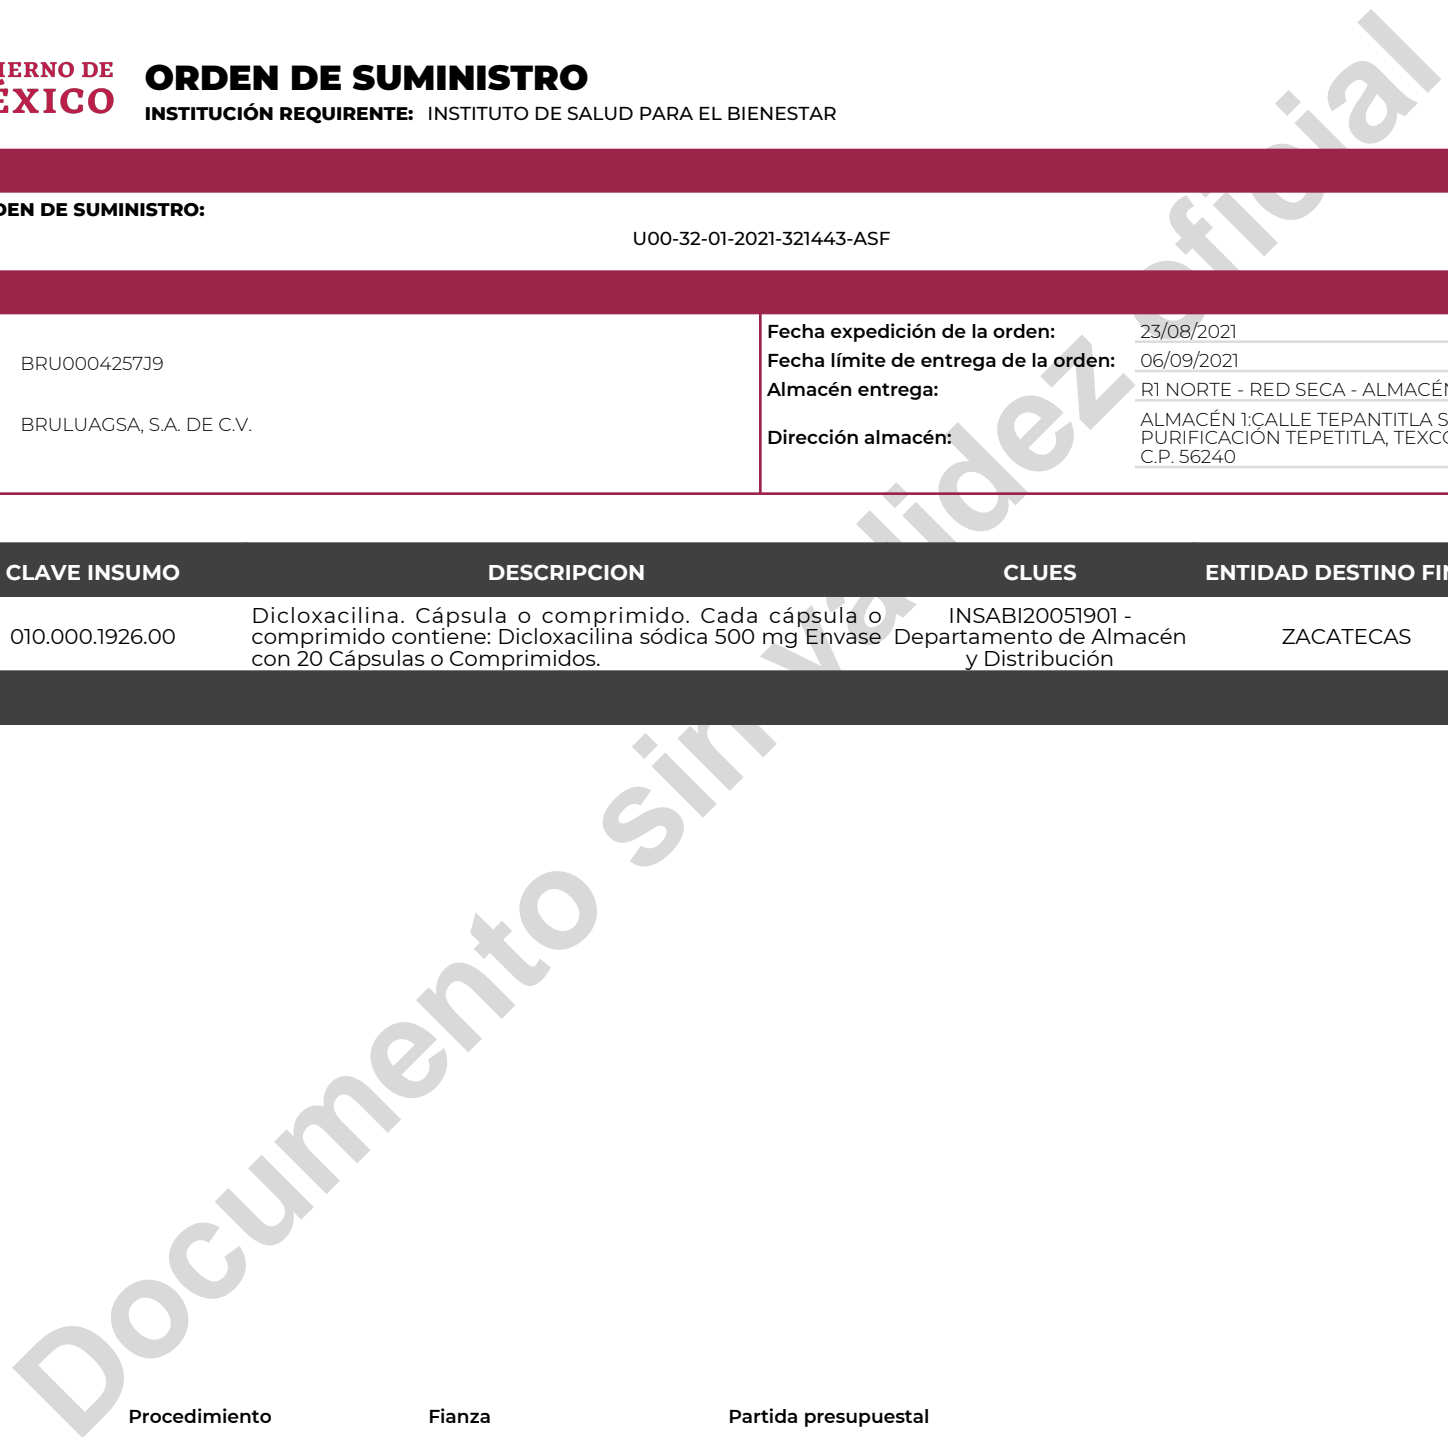 IERNO DE
ÉXICO
ORDEN DE SUMINISTRO
INSTITUCIÓN REQUIRENTE: INSTITUTO DE SALUD PARA EL BIENESTAR
DEN DE SUMINISTRO:
U00-32-01-2021-321443-ASF
BRU0004257J9
BRULUAGSA, S.A. DE C.V.
Fecha expedición de la orden: 23/08/2021
Fecha límite de entrega de la orden: 06/09/2021
Almacén entrega: R1 NORTE - RED SECA - ALMACÉN
Dirección almacén:
ALMACÉN 1:CALLE TEPANTITLA S
PURIFICACIÓN TEPETITLA, TEXCO
C.P. 56240
CLAVE INSUMO DESCRIPCION CLUES ENTIDAD DESTINO FIN
010.000.1926.00
Dicloxacilina. Cápsula o comprimido. Cada cápsula o
comprimido contiene: Dicloxacilina sódica 500 mg Envase
con 20 Cápsulas o Comprimidos.
INSABI20051901 -
Departamento de Almacén
y Distribución
ZACATECAS
Documento sin validez oficial
Procedimiento Fianza Partida presupuestal